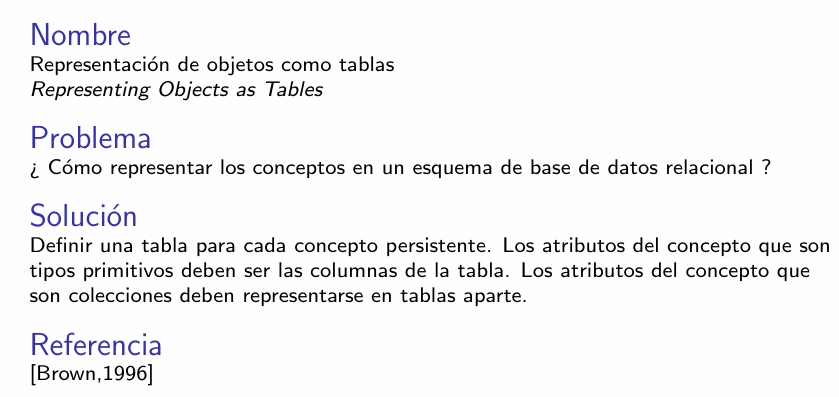 Nombre
Representación de objetos como tablas
Representing Objects as Tables
Problema
¿ Cómo representar los conceptos en un esquema de base de datos relacional ?
Solución
Definir una tabla para cada concepto persistente. Los atributos del concepto que son
tipos primitivos deben ser las columnas de la tabla. Los atributos del concepto que
son colecciones deben representarse en tablas aparte.
Referencia
[Brown,1996]